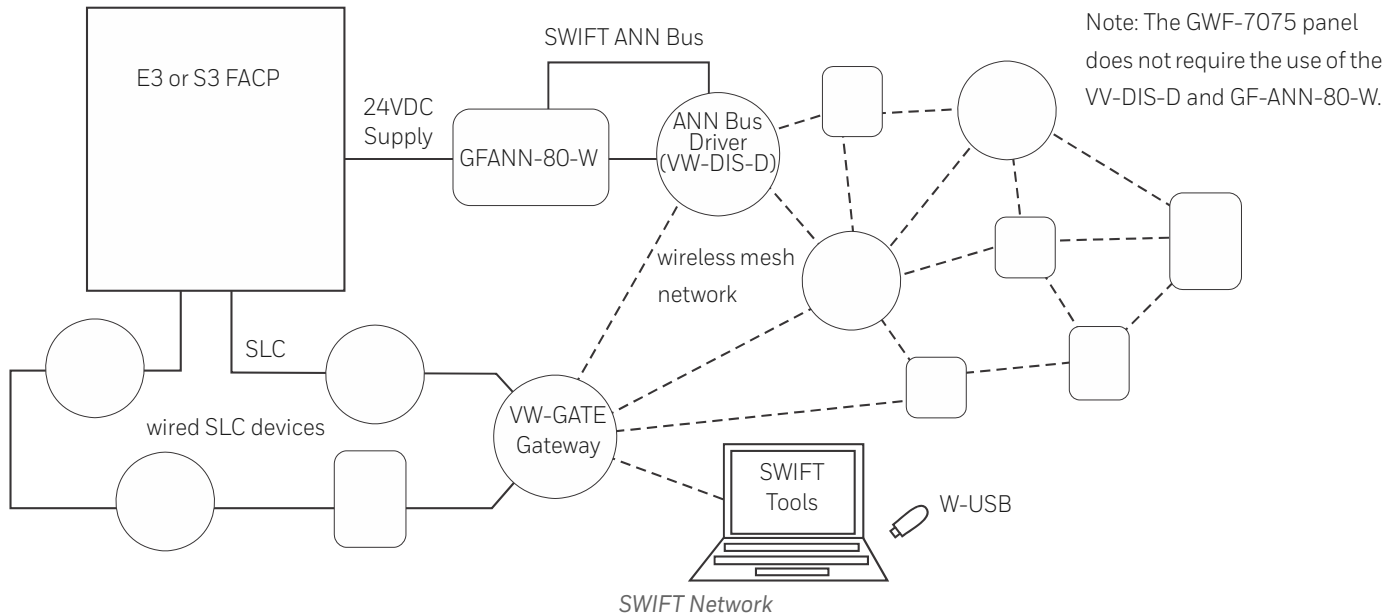 Note: The GWF-7075 panel
does not require the use of the
VV-DIS-D and GF-ANN-80-W.
SWIFT ANN Bus
E3 or S3 FACP
24VDC
Supply
GFANN-80-W
ANN Bus
Driver
(VW-DIS-D)
wireless mesh
network
SLC
wired SLC devices
VW-GATE
Gateway
SWIFT
Tools
W-USB
SWIFT Network